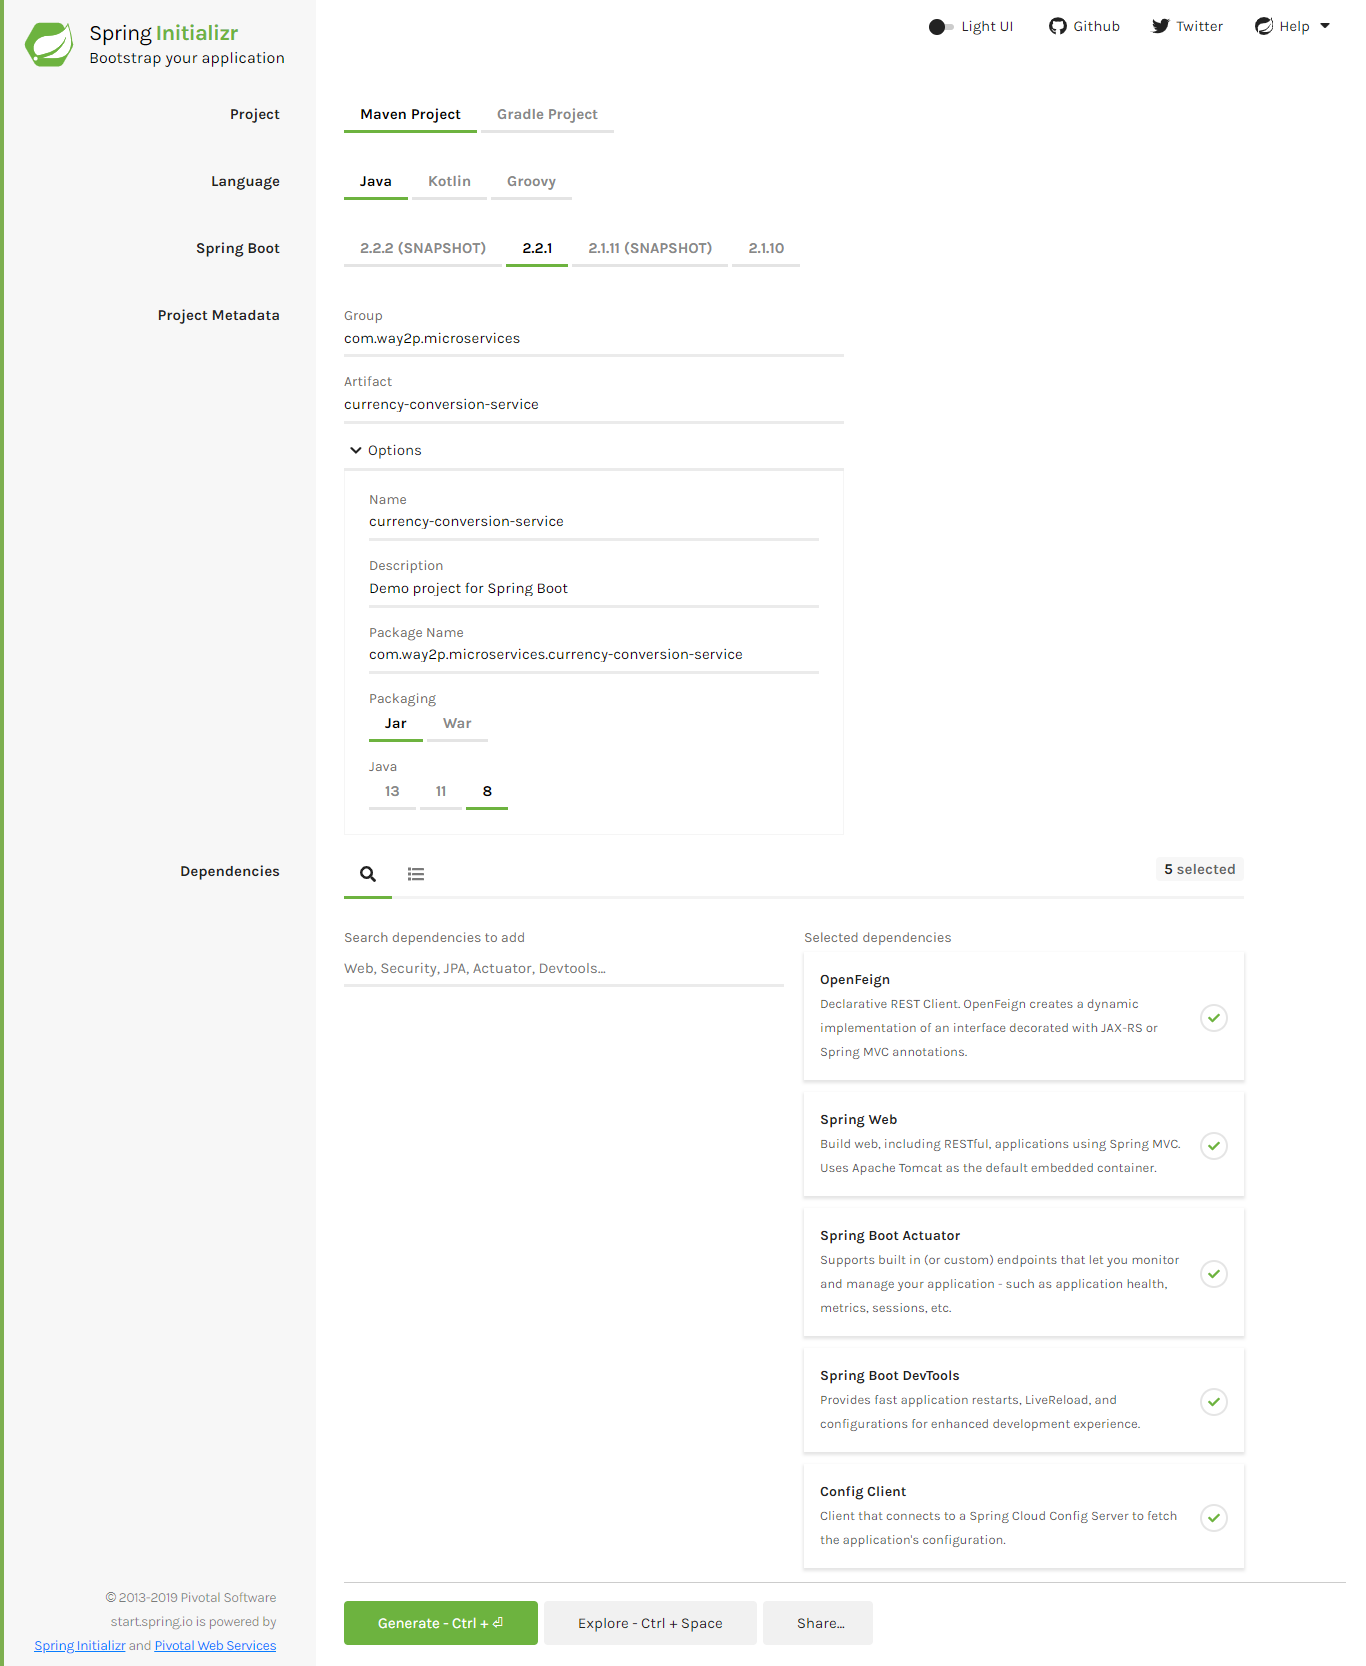 Spring Initializr
Bootstrap your application
Light UI
Github
Twitter
Help
Project
Maven Project
Gradle Project
Language
Java
Kotlin
Groovy
Spring Boot
2.2.2 (SNAPSHOT)
2.2.1
2.1.11 (SNAPSHOT)
2.1.10
Project Metadata
Group
com.way2p.microservices
Artifact
currency-conversion-service
Options
Name
currency-conversion-service
Description
Demo project for Spring Boot
Package Name
com.way2p.microservices.currency-conversion-service
Packaging
Jar
War
Java
13
11
8
Dependencies
5 selected
Search dependencies to add
Web, Security, JPA, Actuator, Devtools...
Selected dependencies
OpenFeign
Declarative REST Client. OpenFeign creates a dynamic
implementation of an interface decorated with JAX-RS or
Spring MVC annotations.
Spring Web
Build web, including RESTful, applications using Spring MVC.
Uses Apache Tomcat as the default embedded container.
Spring Boot Actuator
Supports built in (or custom) endpoints that let you monitor
and manage your application - such as application health,
metrics, sessions, etc.
Spring Boot DevTools
Provides fast application restarts, LiveReload, and
configurations for enhanced development experience.
Config Client
Client that connects to a Spring Cloud Config Server to fetch
the application's configuration.
© 2013-2019 Pivotal Software
start.spring.io is powered by
Spring Initializr and Pivotal Web Services
Generate - Ctrl + ⏎
Explore - Ctrl + Space
Share...